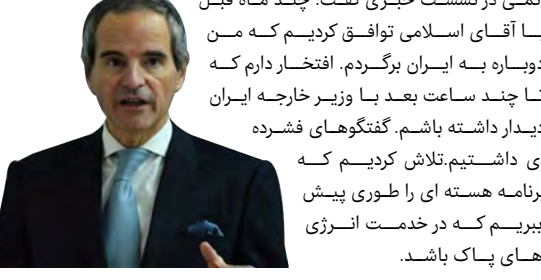 اتمی در نشست خبری گفت: چند ماه قبل
با آقای اسلامی توافق کردیم که من
دوباره به ایران برگردم. افتخار دارم که
تا چند ساعت بعد با وزیر خارجه ایران
دیدار داشته باشم. گفتگوهای فشرده
ای داشتیم.تلاش کردیم که
برنامه هسته ای را طوری پیش
ببریم که در خدمت انرژی
های پاک باشد.